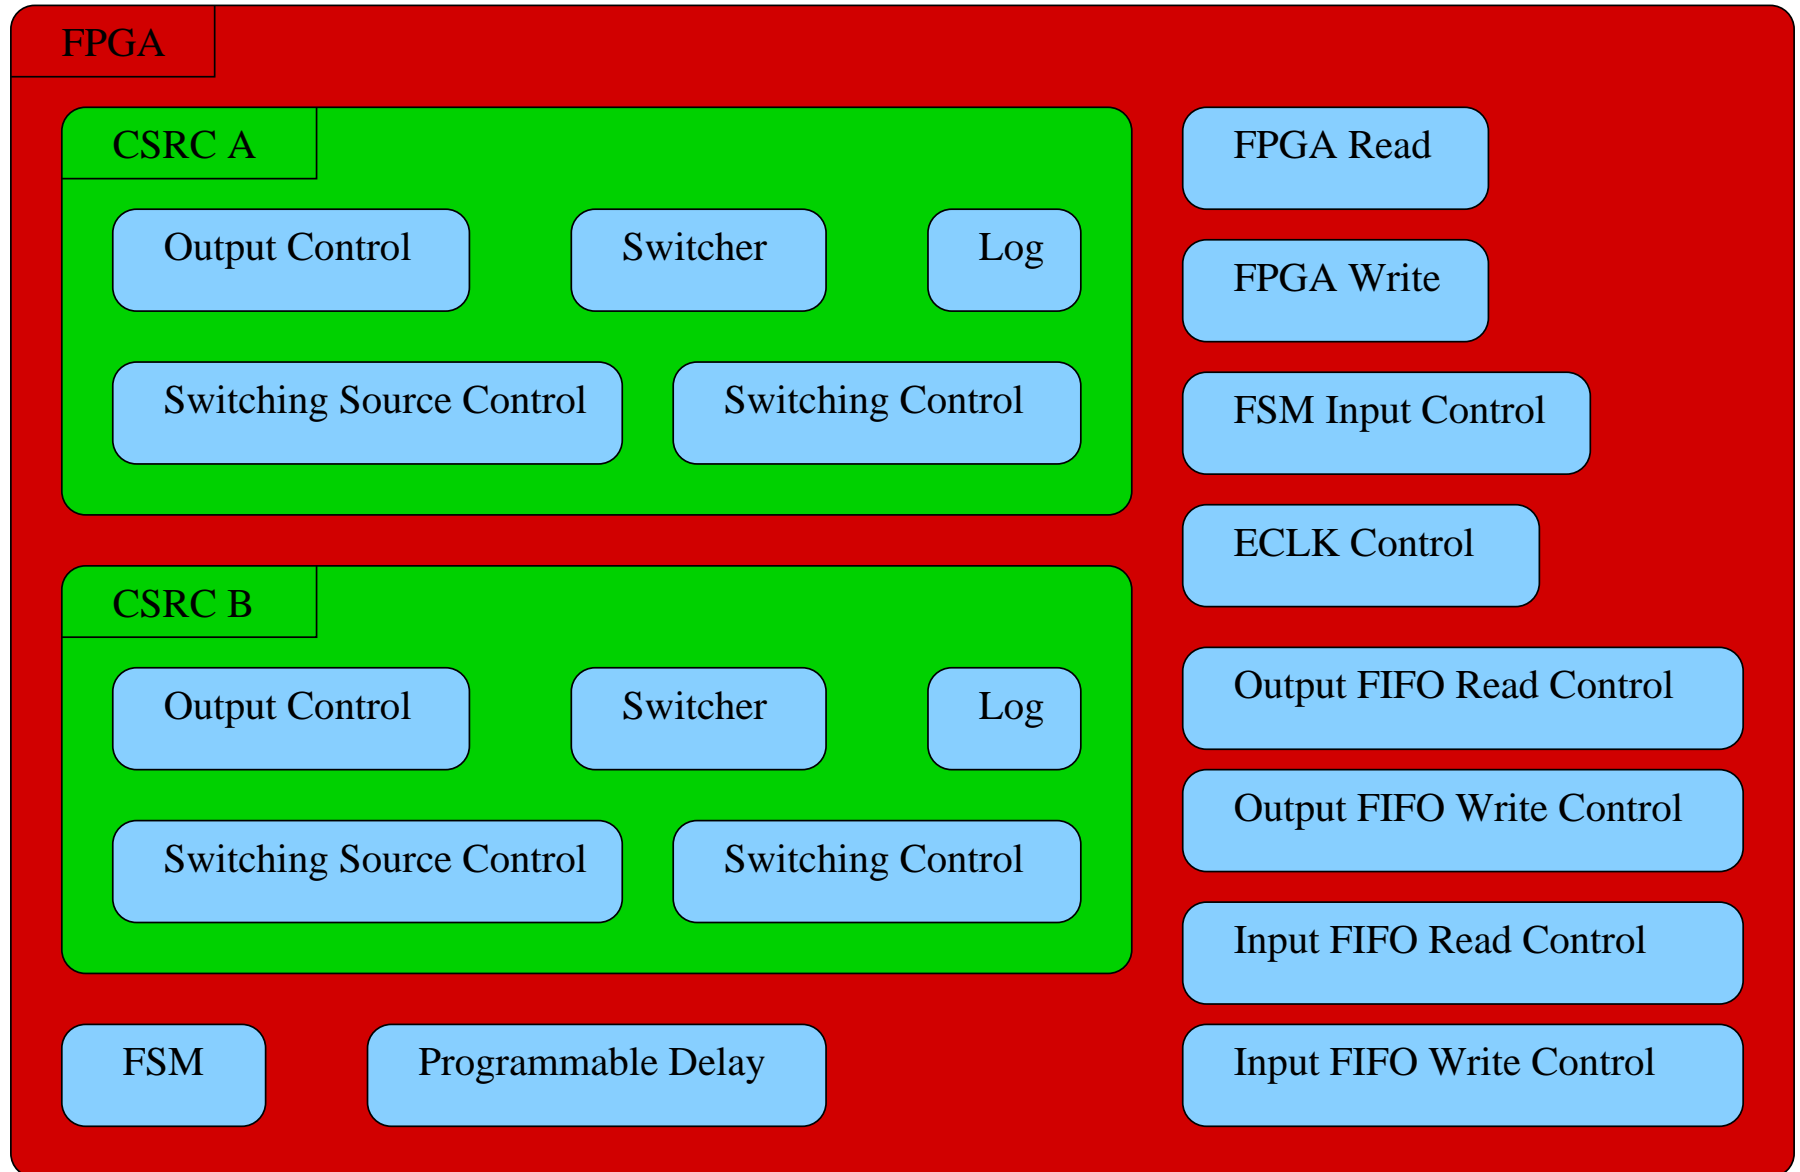 FPGA
CSRC A
Output Control
Switcher
Log
Switching Source Control
Switching Control
CSRC B
Output Control
Switcher
Log
Switching Source Control
Switching Control
FSM
Programmable Delay
FPGA Read
FPGA Write
FSM Input Control
ECLK Control
Output FIFO Read Control
Output FIFO Write Control
Input FIFO Read Control
Input FIFO Write Control